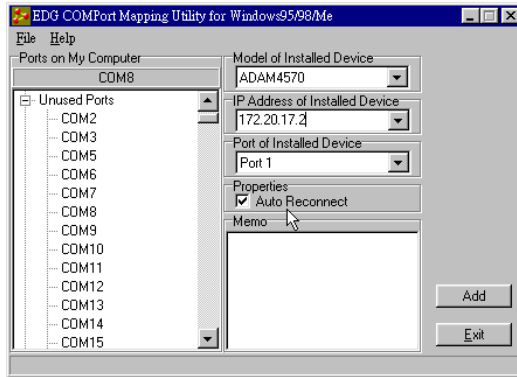 EDG COMPort Mapping Utility for Windows95/98/Me
File Help
Ports on My Computer
COM8
Unused Ports
COM2
COM3
COM5
COM6
COM7
COM8
COM9
COM10
COM11
COM12
COM13
COM14
COM15
Model of Installed Device
ADAM4570
IP Address of Installed Device
172.20.17.2
Port of Installed Device
Port 1
Properties
Auto Reconnect
Memo
Add
Exit